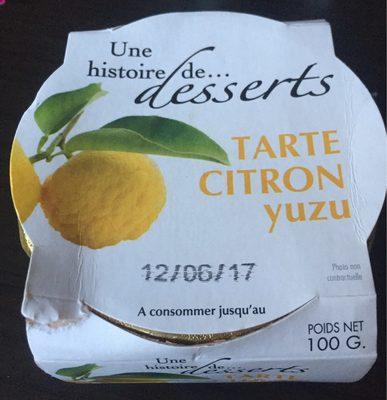 Une
histoire de...
desserts
TARTE
CITRON
yuzu
12/06/17
Photo non
contractuelle
A consommer jusqu'au
POIDS NET
100 G.
Une
histoire de...
desserts
TARTE